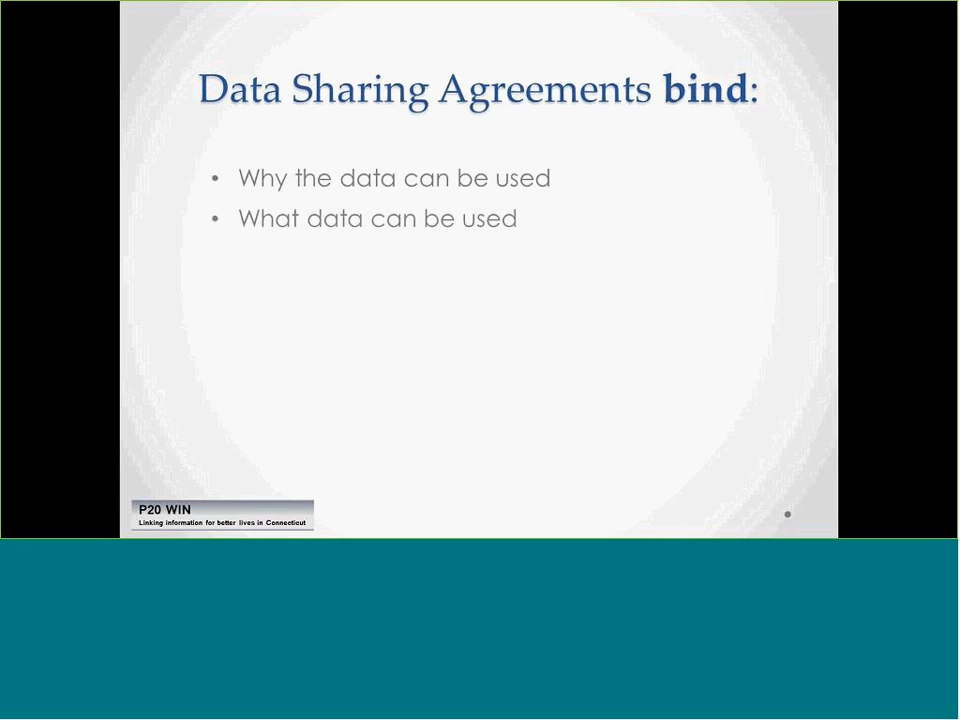 Data Sharing Agreements bind:
• Why the data can be used
• What data can be used
P20 WIN
Linking information for better lives in Connecticut